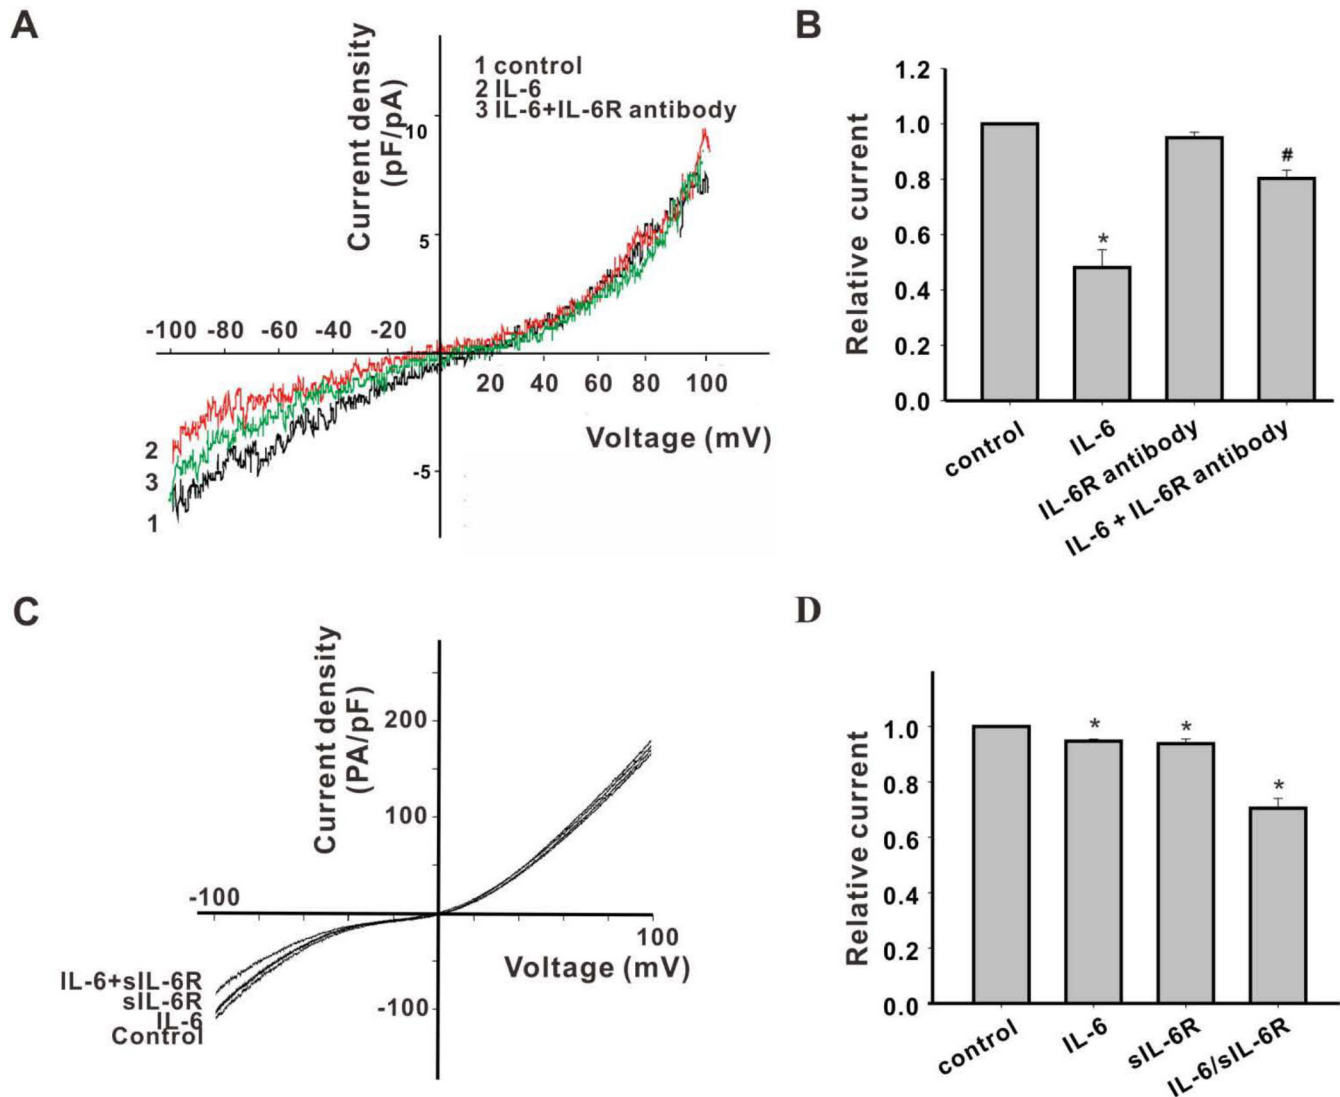 A
Current density
(pF/pA)
1 control
2 IL-6
3 IL-6+IL-6R antibody
10
5
-100 -80 -60 -40 -20
20 40 60 80 100
Voltage (mV)
-5
2
3
1
B
Relative current
1.2
1.0
0.8
0.6
0.4
0.2
0.0
*
#
control
IL-6
IL-6R antibody
IL-6 + IL-6R antibody
C
Current density
(PA/pF)
200
100
-100
100
Voltage (mV)
-100
IL-6+sIL-6R
sIL-6R
IL-6
Control
D
Relative current
1.0
0.8
0.6
0.4
0.2
0.0
*
*
*
control
IL-6
sIL-6R
IL-6/sIL-6R